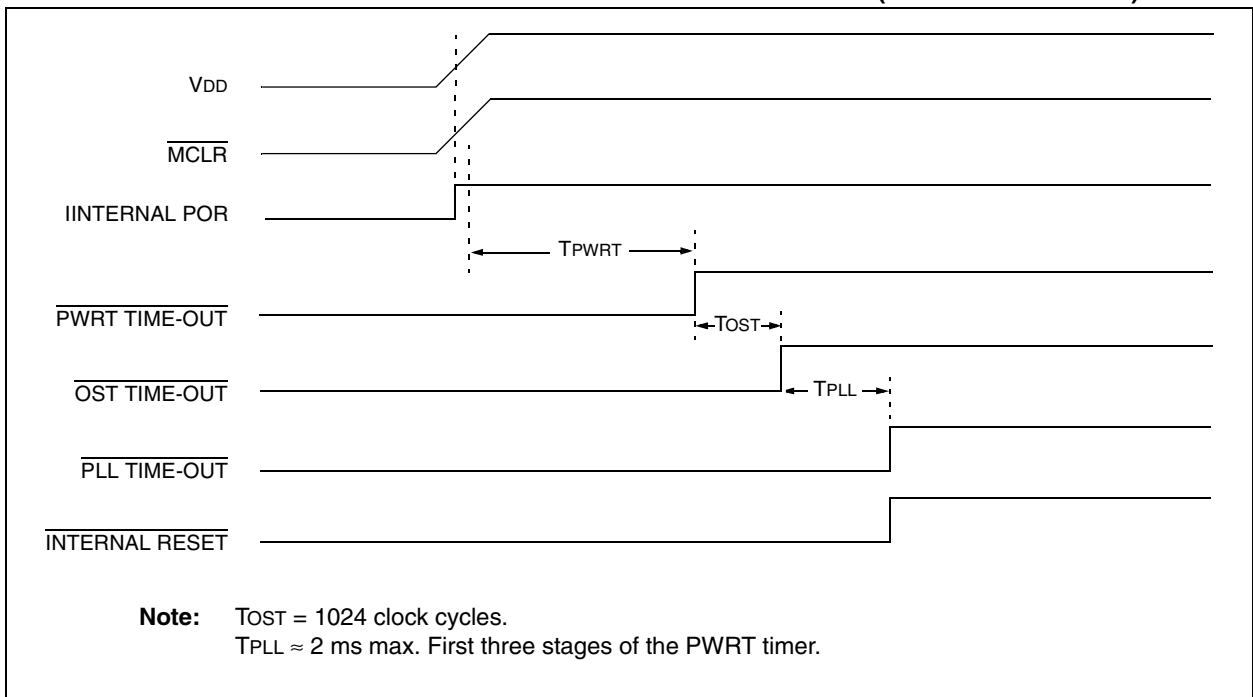 VDD
MCLR
IINTERNAL POR
TPWRT
PWRT TIME-OUT
TOST
OST TIME-OUT
TPLL
PLL TIME-OUT
INTERNAL RESET
Note: TOST = 1024 clock cycles.
TPLL ≈ 2 ms max. First three stages of the PWRT timer.